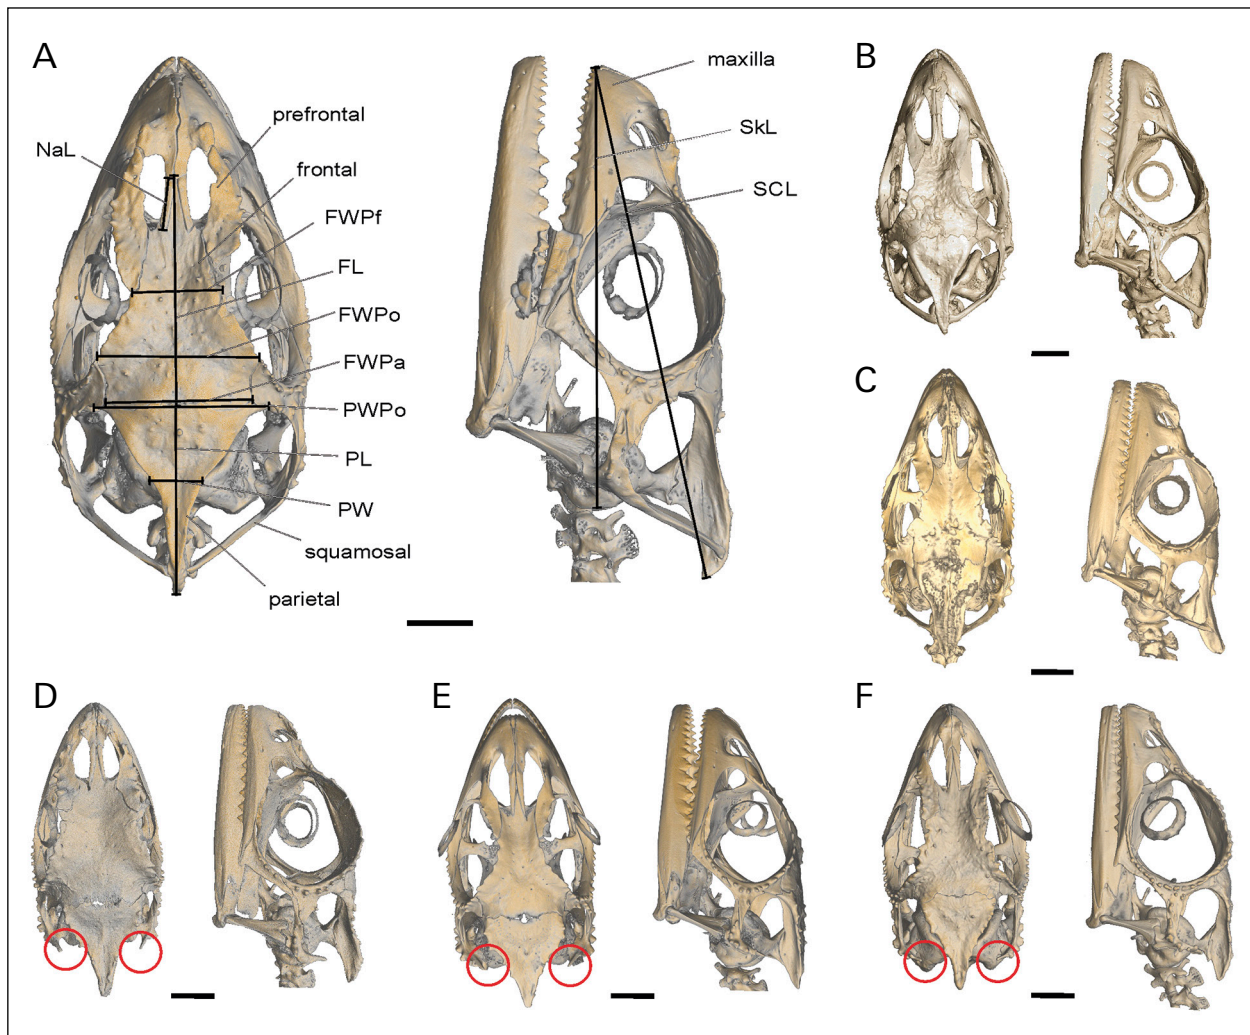 A
NaL
prefrontal
frontal
FWPf
FL
FWPo
FWPa
PWPo
PL
PW
squamosal
parietal
maxilla
SkL
SCL
B
C
D
E
F